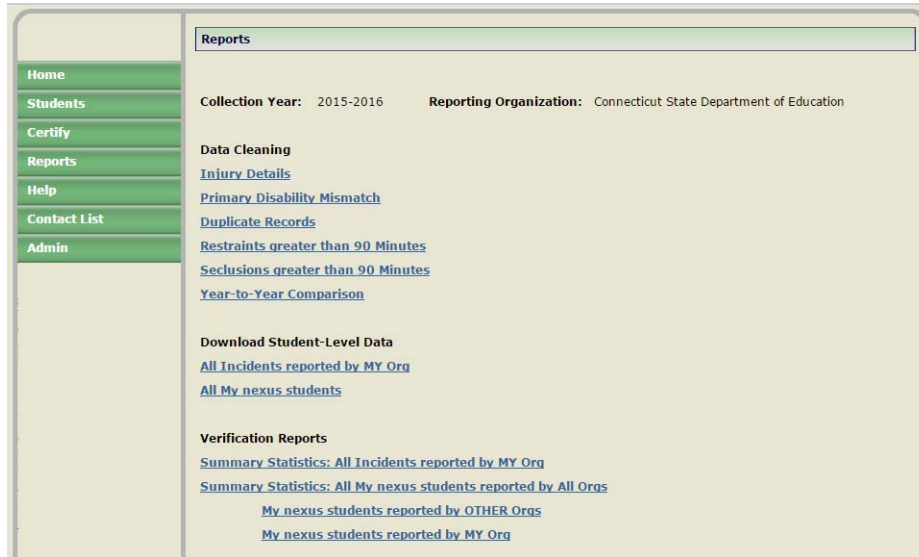 Reports
Home
Students
Certify
Reports
Help
Contact List
Admin
Collection Year: 2015-2016 Reporting Organization: Connecticut State Department of Education
Data Cleaning
Injury Details
Primary Disability Mismatch
Duplicate Records
Restraints greater than 90 Minutes
Seclusions greater than 90 Minutes
Year-to-Year Comparison
Download Student-Level Data
All Incidents reported by MY Org
All My nexus students
Verification Reports
Summary Statistics: All Incidents reported by MY Org
Summary Statistics: All My nexus students reported by All Orgs
My nexus students reported by OTHER Orgs
My nexus students reported by MY Org